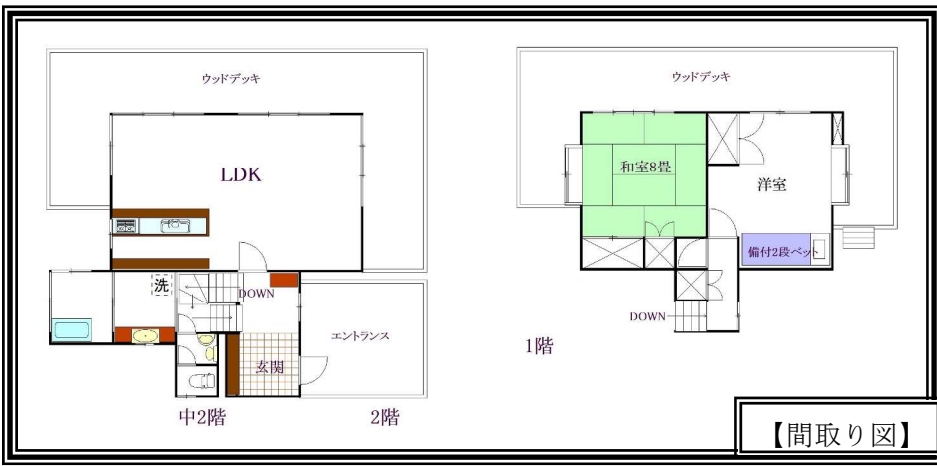 ウッドデッキ
LDK
洗
DOWN
エントランス
玄関
中2階
2階
ウッドデッキ
和室8畳
洋室
備付2段ベット
DOWN
1階
【間取り図】